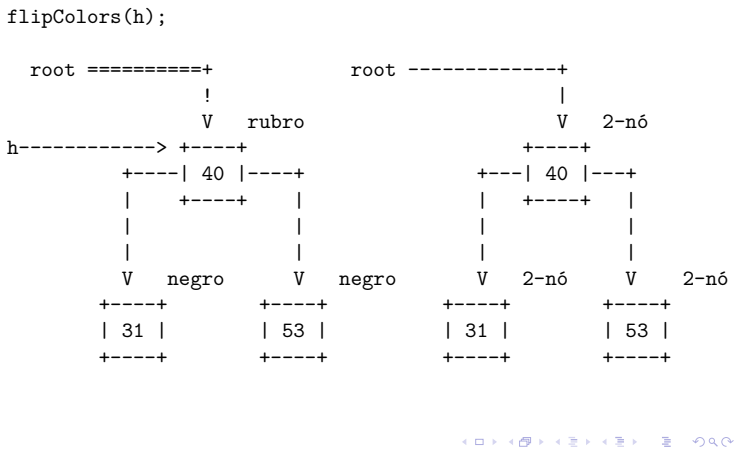 flipColors(h);
root ==========+                root -------------+
               !                                  |
               V   rubro                          V   2-nó
h------------> +----+                          +----+
          +----| 40 |----+                +---| 40 |---+
          |    +----+    |                |   +----+   |
          |              |                |            |
          |              |                |            |
          V   negro      V   negro        V   2-nó     V    2-nó
        +----+        +----+            +----+       +----+
        | 31 |        | 53 |            | 31 |       | 53 |
        +----+        +----+            +----+       +----+